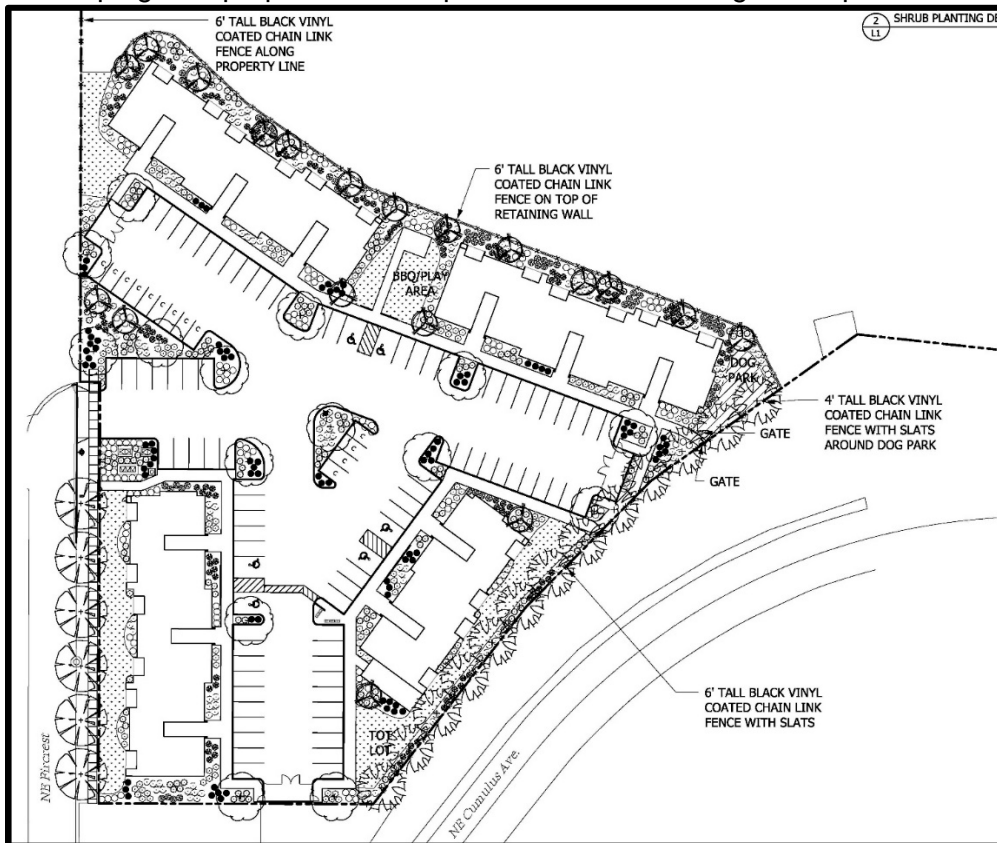 2
L1
SHRUB PLANTING DE
6' TALL BLACK VINYL
COATED CHAIN LINK
FENCE ALONG
PROPERTY LINE
6' TALL BLACK VINYL
COATED CHAIN LINK
FENCE ON TOP OF
RETAINING WALL
BBQ/PLAY
AREA
DOG
PARK
4' TALL BLACK VINYL
COATED CHAIN LINK
FENCE WITH SLATS
AROUND DOG PARK
GATE
GATE
6' TALL BLACK VINYL
COATED CHAIN LINK
FENCE WITH SLATS
TOT
LOT
NE Fircrest
NE Cumulus Ave.